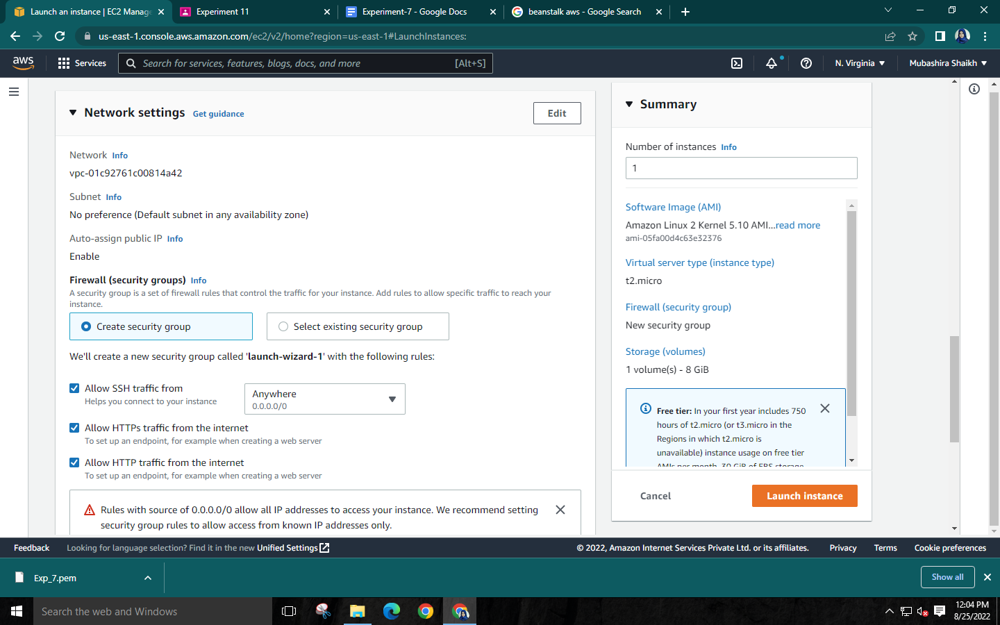 Launch an instance | EC2 Manage
Experiment 11
Experiment-7 - Google Docs
beanstalk aws - Google Search
us-east-1.console.aws.amazon.com/ec2/v2/home?region=us-east-1#LaunchInstances:
aws
Services
Search for services, features, blogs, docs, and more
[Alt+S]
N. Virginia
Mubashira Shaikh
Network settings
Get guidance
Edit
Network Info
vpc-01c92761c00814a42
Subnet Info
No preference (Default subnet in any availability zone)
Auto-assign public IP Info
Enable
Firewall (security groups) Info
A security group is a set of firewall rules that control the traffic for your instance. Add rules to allow specific traffic to reach your
instance.
Create security group
Select existing security group
We'll create a new security group called 'launch-wizard-1' with the following rules:
Allow SSH traffic from
Helps you connect to your instance
Anywhere
0.0.0.0/0
Allow HTTPs traffic from the internet
To set up an endpoint, for example when creating a web server
Allow HTTP traffic from the internet
To set up an endpoint, for example when creating a web server
Rules with source of 0.0.0.0/0 allow all IP addresses to access your instance. We recommend setting
security group rules to allow access from known IP addresses only.
Summary
Number of instances Info
1
Software Image (AMI)
Amazon Linux 2 Kernel 5.10 AMI...read more
ami-05fa00d4c63e32376
Virtual server type (instance type)
t2.micro
Firewall (security group)
New security group
Storage (volumes)
1 volume(s) - 8 GiB
Free tier: In your first year includes 750
hours of t2.micro (or t3.micro in the
Regions in which t2.micro is
unavailable) instance usage on free tier
AMIs per month, 30 GiB of EBS storage,
Cancel
Launch instance
Feedback
Looking for language selection? Find it in the new Unified Settings
© 2022, Amazon Internet Services Private Ltd. or its affiliates.
Privacy
Terms
Cookie preferences
Exp_7.pem
Show all
Search the web and Windows
12:04 PM
8/25/2022